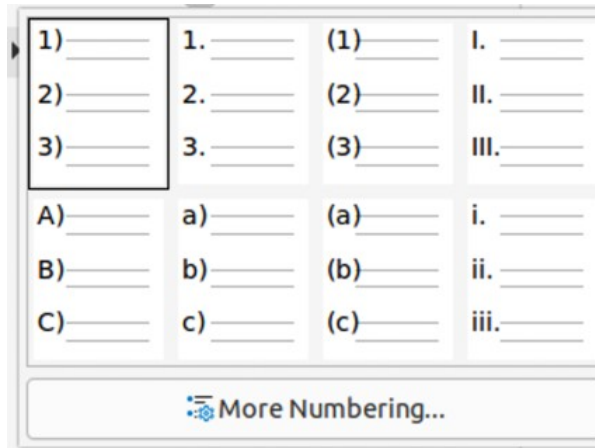 1) 1. (1) I.
2) 2. (2) II.
3) 3. (3) III.
A) a) (a) i.
B) b) (b) ii.
C) c) (c) iii.
More Numbering...